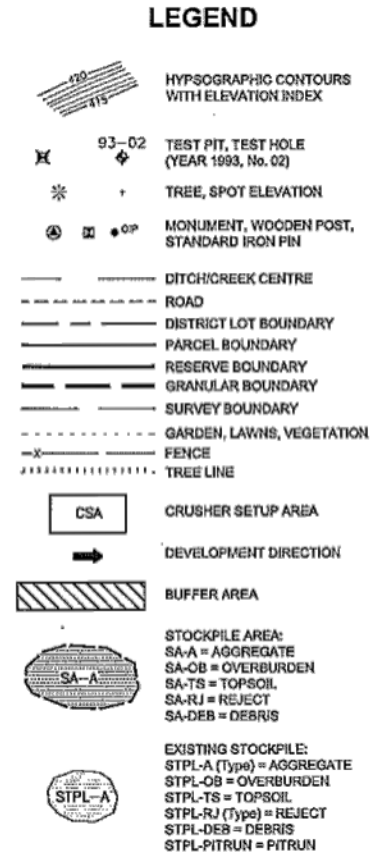 LEGEND
420
415
HYPSOGRAPHIC CONTOURS
WITH ELEVATION INDEX
93-02
TEST PIT, TEST HOLE
(YEAR 1993, No. 02)
TREE, SPOT ELEVATION
OIP
MONUMENT, WOODEN POST,
STANDARD IRON PIN
DITCH/CREEK CENTRE
ROAD
DISTRICT LOT BOUNDARY
PARCEL BOUNDARY
RESERVE BOUNDARY
GRANULAR BOUNDARY
SURVEY BOUNDARY
GARDEN, LAWNS, VEGETATION
X FENCE
TREE LINE
CSA CRUSHER SETUP AREA
DEVELOPMENT DIRECTION
BUFFER AREA
STOCKPILE AREA:
SA-A = AGGREGATE
SA-OB = OVERBURDEN
SA-TS = TOPSOIL
SA-RJ = REJECT
SA-DEB = DEBRIS
SA-A
EXISTING STOCKPILE:
STPL-A (Type) = AGGREGATE
STPL-OB = OVERBURDEN
STPL-TS = TOPSOIL
STPL-RJ (Type) = REJECT
STPL-DEB = DEBRIS
STPL-PITRUN = PITRUN
STPL-A